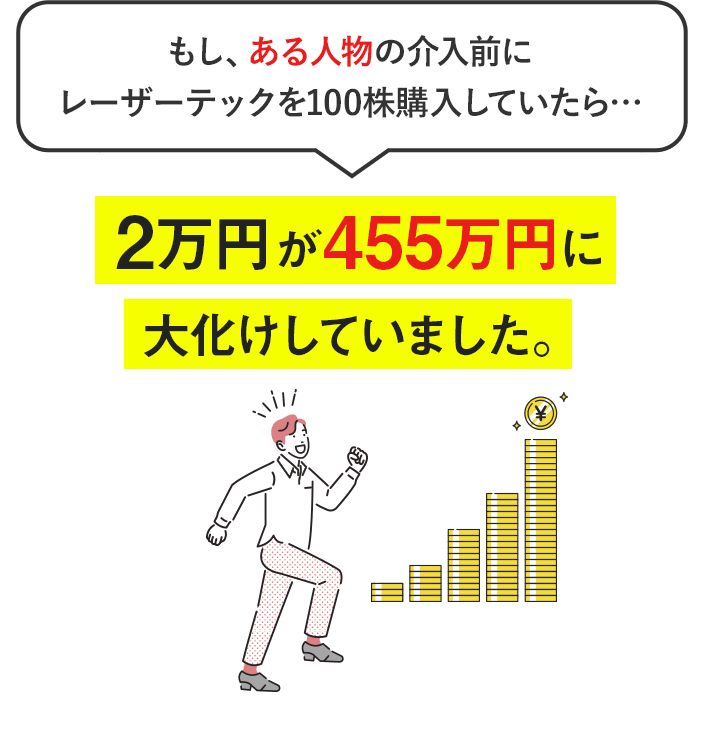 もし、ある人物の介入前に
レーザーテックを100株購入していたら…
2万円が455万円に
大化けしていました。
¥